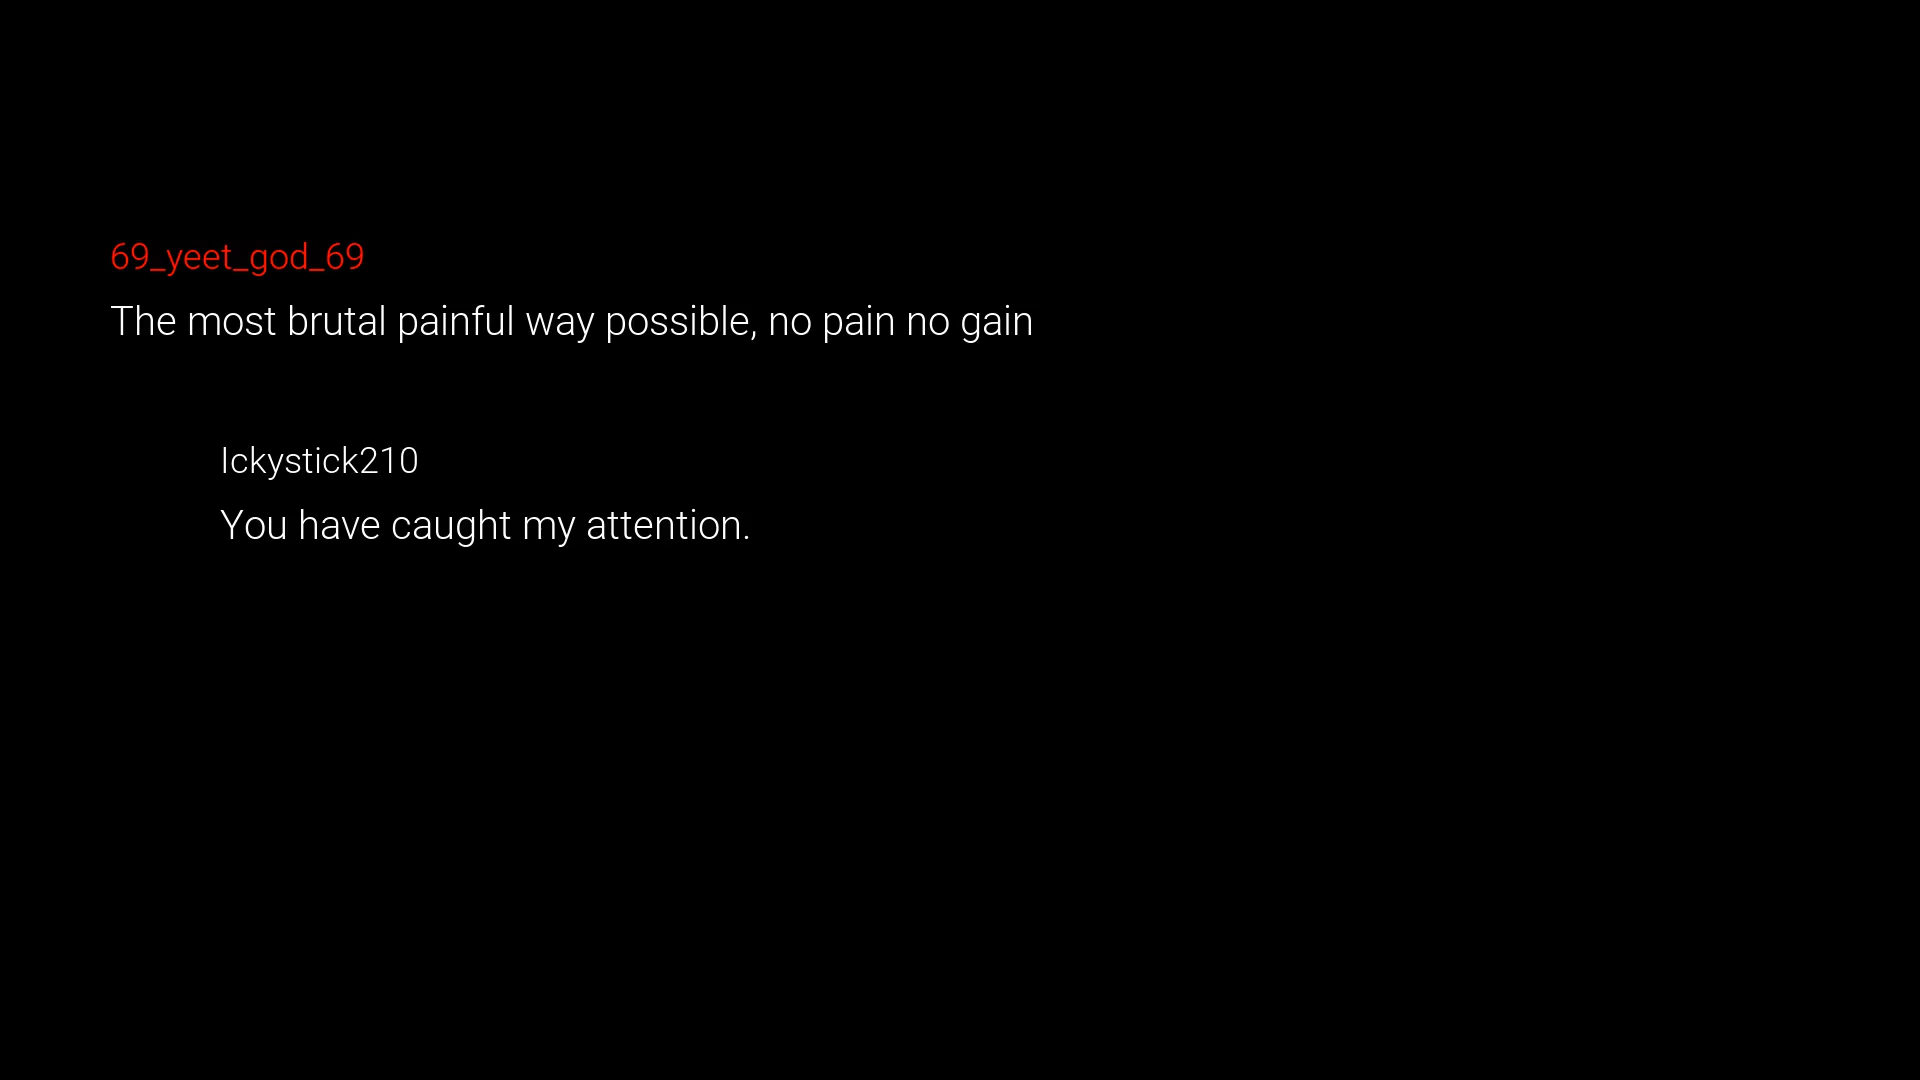 69_yeet_god_69
The most brutal painful way possible, no pain no gain
Ickystick210
You have caught my attention.